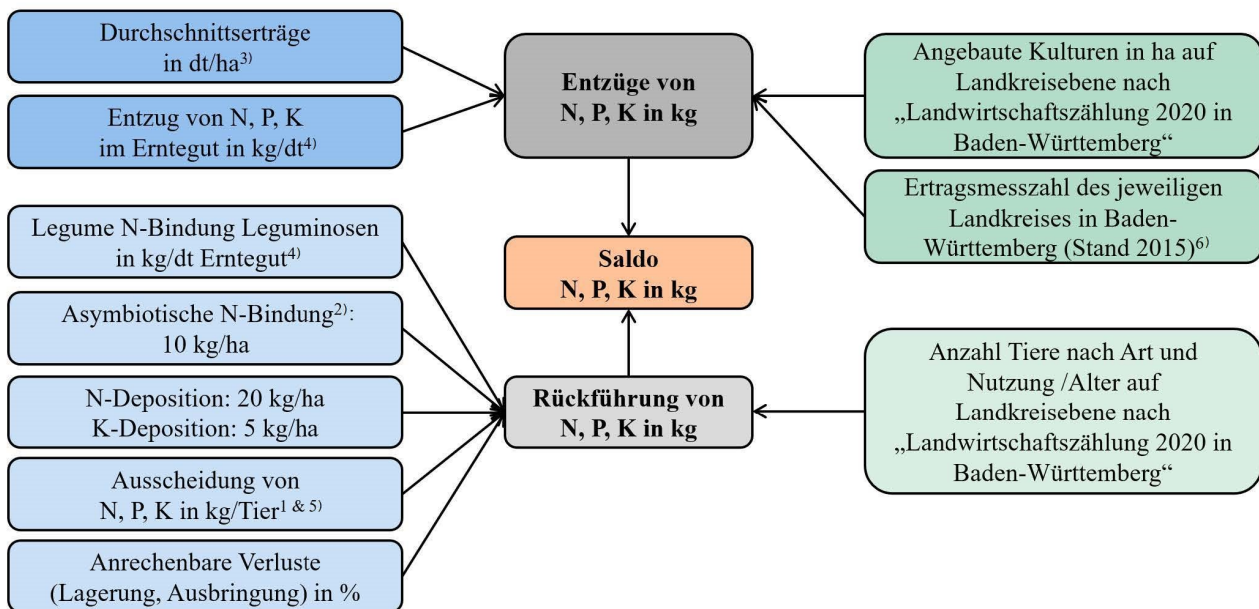 Durchschnittserträge
in dt/ha3)
Entzug von N, P, K
im Erntegut in kg/dt4)
Legume N-Bindung Leguminosen
in kg/dt Erntegut4)
Asymbiotische N-Bindung2):
10 kg/ha
N-Deposition: 20 kg/ha
K-Deposition: 5 kg/ha
Ausscheidung von
N, P, K in kg/Tier1 & 5)
Anrechenbare Verluste
(Lagerung, Ausbringung) in %
Entzüge von
N, P, K in kg
Saldo
N, P, K in kg
Rückführung von
N, P, K in kg
Angebaute Kulturen in ha auf
Landkreisebene nach
„Landwirtschaftszählung 2020 in
Baden-Württemberg“
Ertragsmesszahl des jeweiligen
Landkreises in Baden-
Württemberg (Stand 2015)6)
Anzahl Tiere nach Art und
Nutzung /Alter auf
Landkreisebene nach
„Landwirtschaftszählung 2020 in
Baden-Württemberg“